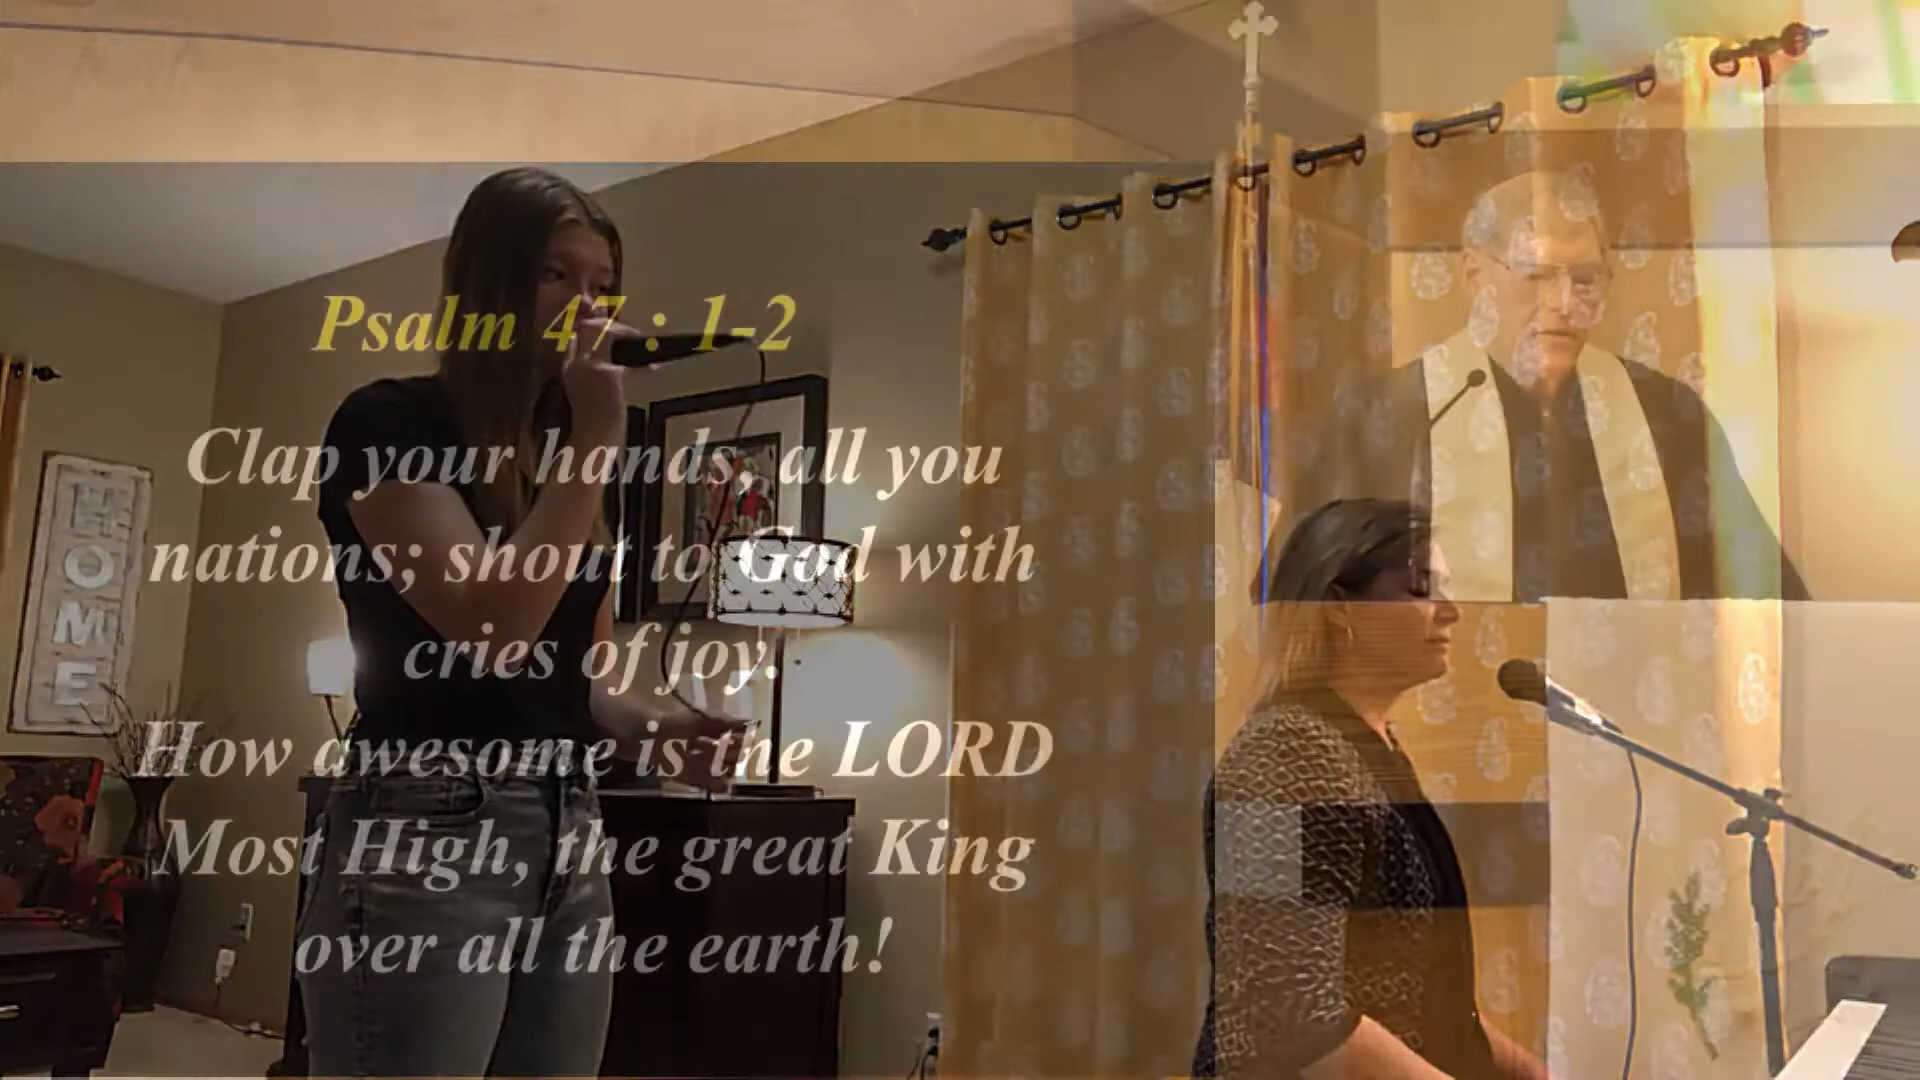 Psalm 47 : 1-2
Clap your hands, all you
nations; shout to God with
cries of joy.
How awesome is the LORD
Most High, the great King
over all the earth!
HOME